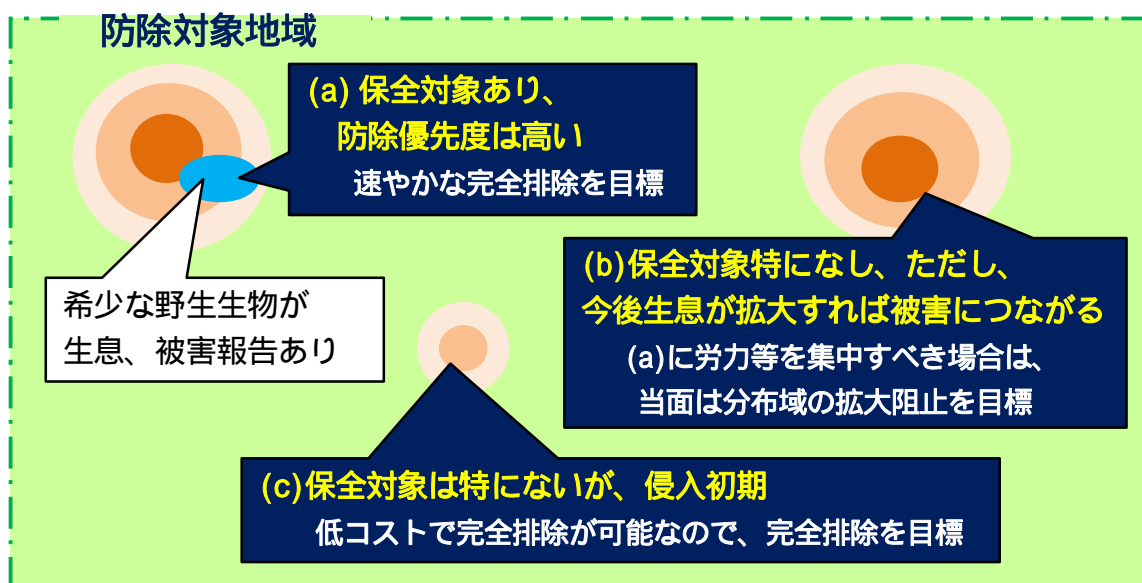 防除対象地域
(a) 保全対象あり、
防除優先度は高い
速やかな完全排除を目標
希少な野生生物が
生息、被害報告あり
(b)保全対象特になし、ただし、
今後生息が拡大すれば被害につながる
(a)に労力等を集中すべき場合は、
当面は分布域の拡大阻止を目標
(c)保全対象は特にないが、侵入初期
低コストで完全排除が可能なので、完全排除を目標